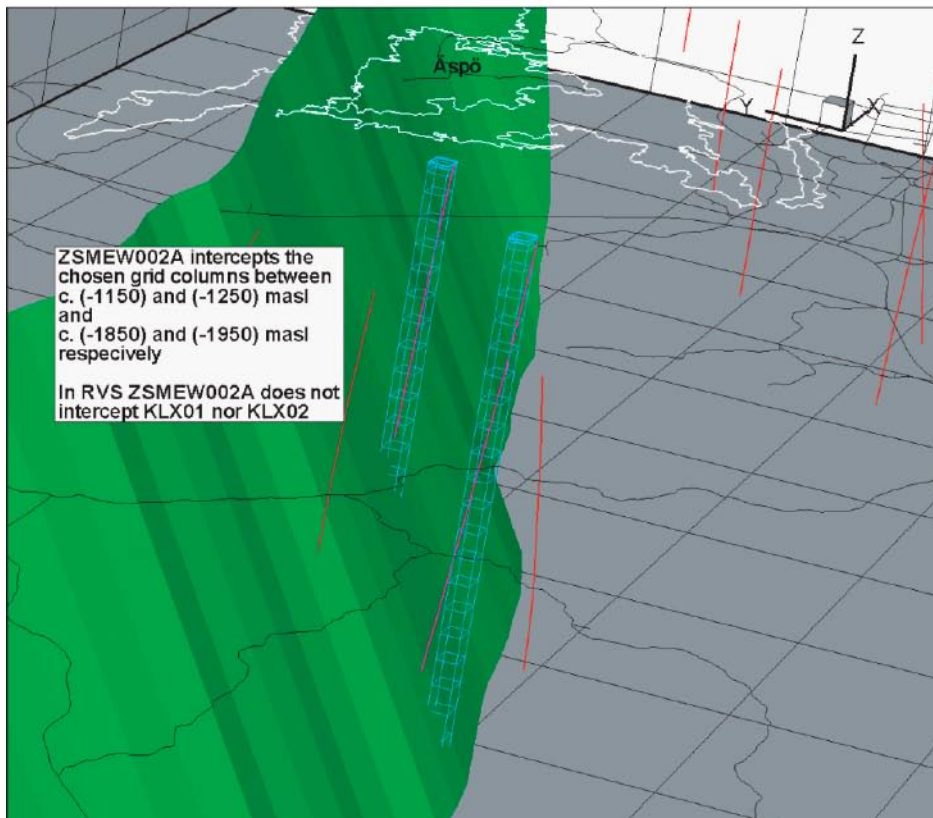 Äspö
Z
Y
X
ZSMEW002A intercepts the
chosen grid columns between
c. (-1150) and (-1250) masl
and
c. (-1850) and (-1950) masl
respecively
In RVS ZSMEW002A does not
intercept KLX01 nor KLX02